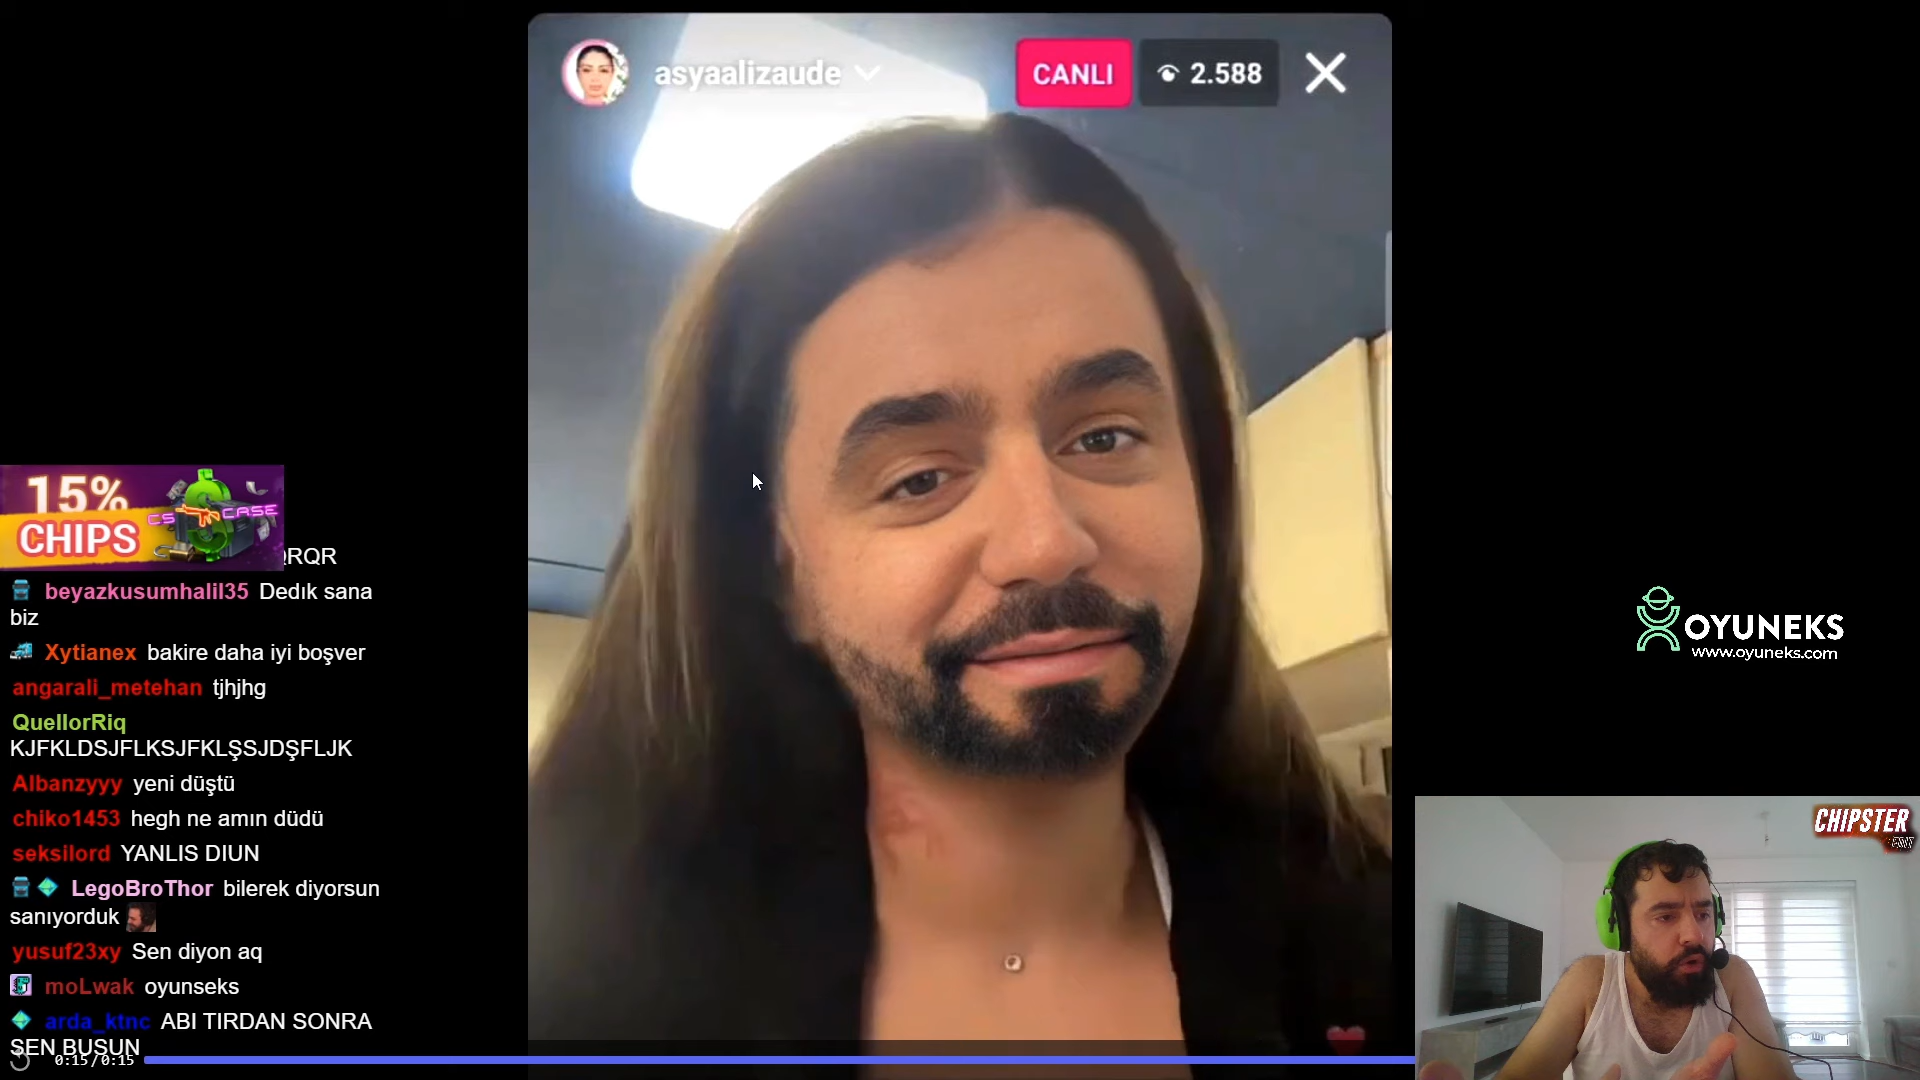 asyaalizaude
CANLI
2.588
15%
CHIPS
CS CASE
QRQR
beyazkusumhalil35 Dedık sana
biz
Xytianex bakire daha iyi boşver
angarali_metehan tjhjhg
QuellorRiq
KJFKLDSJFLKSJFKLŞSJDŞFLJK
Albanzyyy yeni düştü
chiko1453 hegh ne amın düdü
seksilord YANLIS DIUN
LegoBroThor bilerek diyorsun
sanıyorduk
yusuf23xy Sen diyon aq
moLwak oyunseks
arda_ktnc ABI TIRDAN SONRA
SEN BUSUN
0:15/0:15
OYUNEKS
www.oyuneks.com
CHIPSTER
EDIT